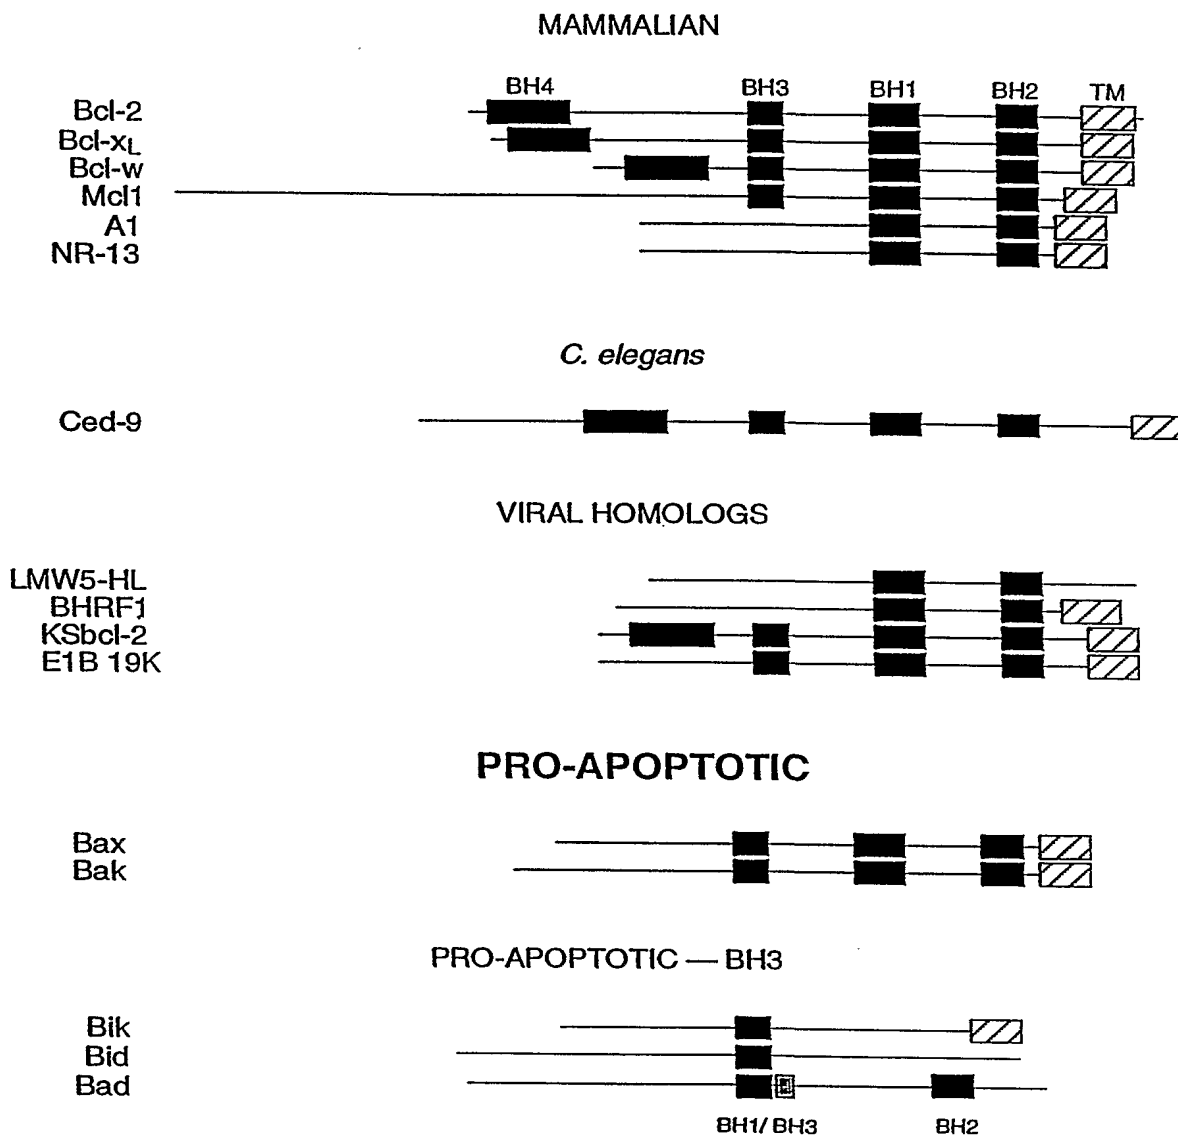 MAMMALIAN
BH4 BH3 BH1 BH2 TM
Bcl-2
Bcl-xL
Bcl-w
Mcl1
A1
NR-13
C. elegans
Ced-9
VIRAL HOMOLOGS
LMW5-HL
BHRF1
KSbcl-2
E1B 19K
PRO-APOPTOTIC
Bax
Bak
PRO-APOPTOTIC — BH3
Bik
Bid
Bad
BH1/ BH3 BH2